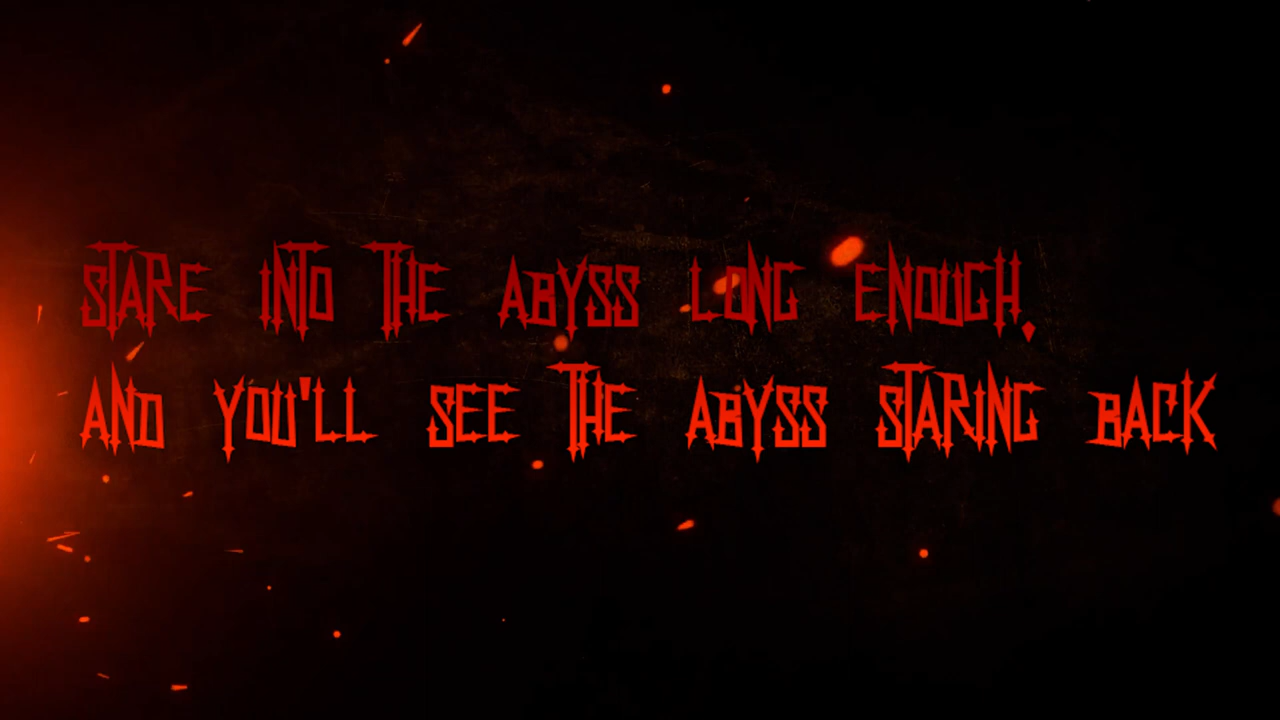 STARE INTO THE ABYSS LONG ENOUGH,
AND YOU'LL SEE THE ABYSS STARING BACK